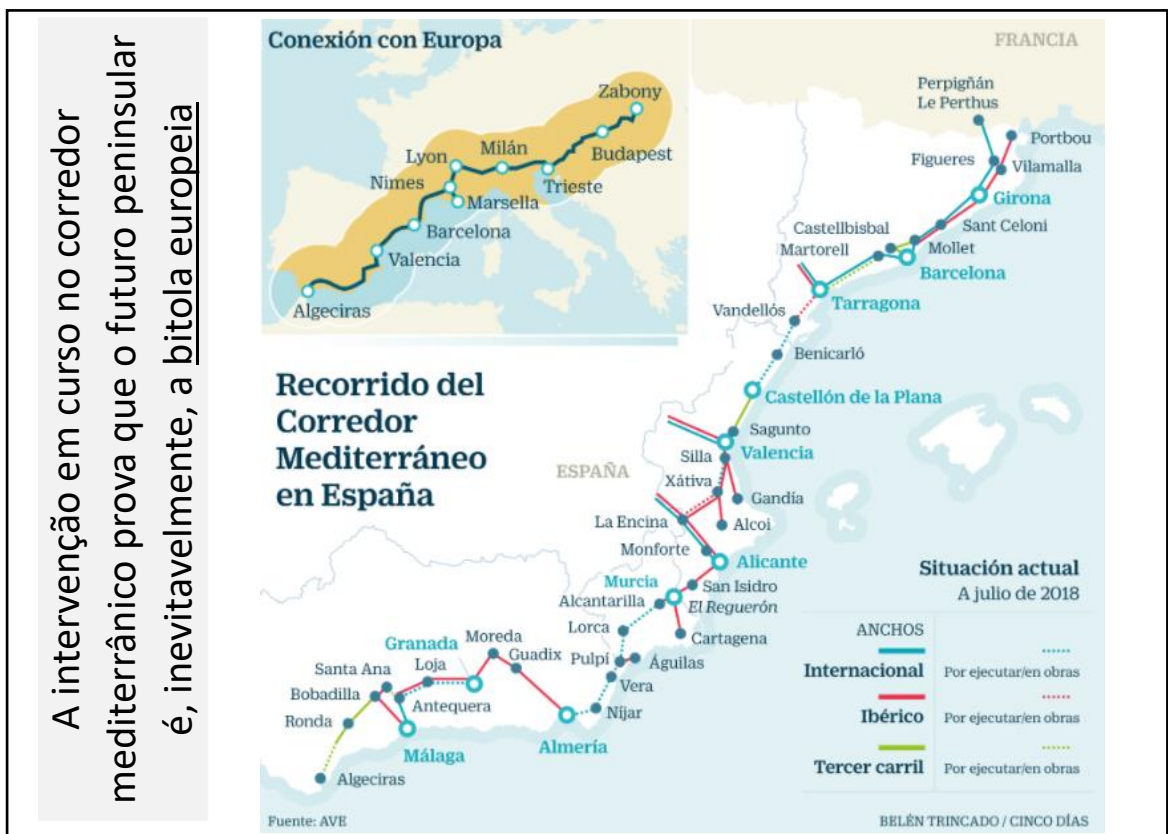 A intervenção em curso no corredor
mediterrânico prova que o futuro peninsular
é, inevitavelmente, a bitola europeia
Conexión con Europa
Zabony
Budapest
Milán
Lyon
Trieste
Nimes
Marsella
Barcelona
Valencia
Algeciras
FRANCIA
Perpigñán
Le Perthus
Portbou
Figueres
Vilamalla
Girona
Castellbisbal
Sant Celoni
Martorell
Mollet
Barcelona
Tarragona
Vandellós
Benicarló
Recorrido del
Corredor
Mediterráneo
en España
Castellón de la Plana
Sagunto
Valencia
ESPAÑA
Silla
Xátiva
Gandía
La Encina
Alcoi
Monforte
Alicante
Murcia
San Isidro
Alcantarilla
El Reguerón
Lorca
Cartagena
Granada
Moreda
Pulpí
Águilas
Guadix
Santa Ana
Loja
Vera
Bobadilla
Antequera
Níjar
Ronda
Málaga
Almería
Algeciras
Situación actual
A julio de 2018
ANCHOS
Internacional
Por ejecutar/en obras
Ibérico
Por ejecutar/en obras
Tercer carril
Por ejecutar/en obras
Fuente: AVE
BELÉN TRINCADO / CINCO DÍAS